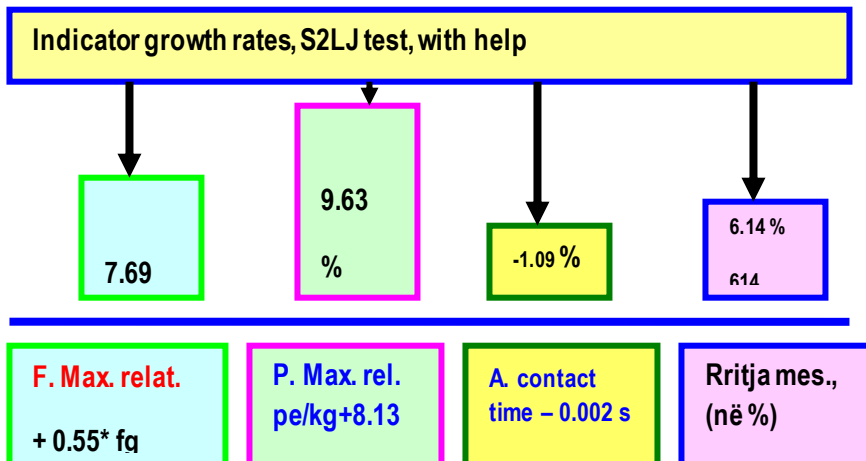 Indicator growth rates, S2LJ test, with help
7.69
9.63
%
-1.09 %
6.14 %
614
F. Max. relat.
+ 0.55* fg
P. Max. rel.
pe/kg+8.13
A. contact
time – 0.002 s
Rritja mes.,
(në %)